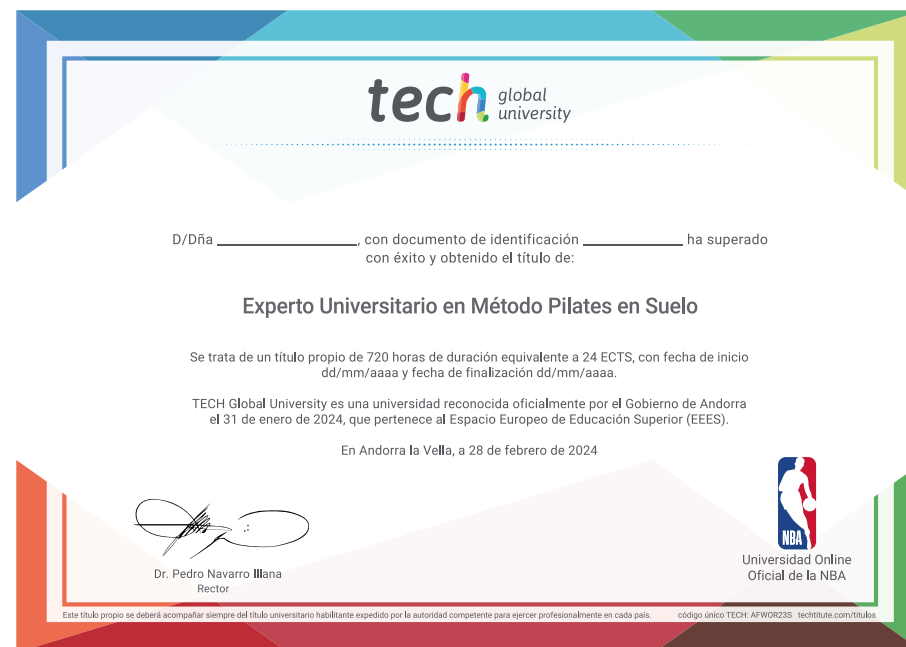 tech global university
D/Dña ____________________, con documento de identificación ______________ ha superado
con éxito y obtenido el título de:
Experto Universitario en Método Pilates en Suelo
Se trata de un título propio de 720 horas de duración equivalente a 24 ECTS, con fecha de inicio
dd/mm/aaaa y fecha de finalización dd/mm/aaaa.
TECH Global University es una universidad reconocida oficialmente por el Gobierno de Andorra
el 31 de enero de 2024, que pertenece al Espacio Europeo de Educación Superior (EEES).
En Andorra la Vella, a 28 de febrero de 2024
NBA
Dr. Pedro Navarro Illana
Rector
Universidad Online
Oficial de la NBA
Este título propio se deberá acompañar siempre del título universitario habilitante expedido por la autoridad competente para ejercer profesionalmente en cada país.
código único TECH: AFWOR23S techtitute.com/titulos